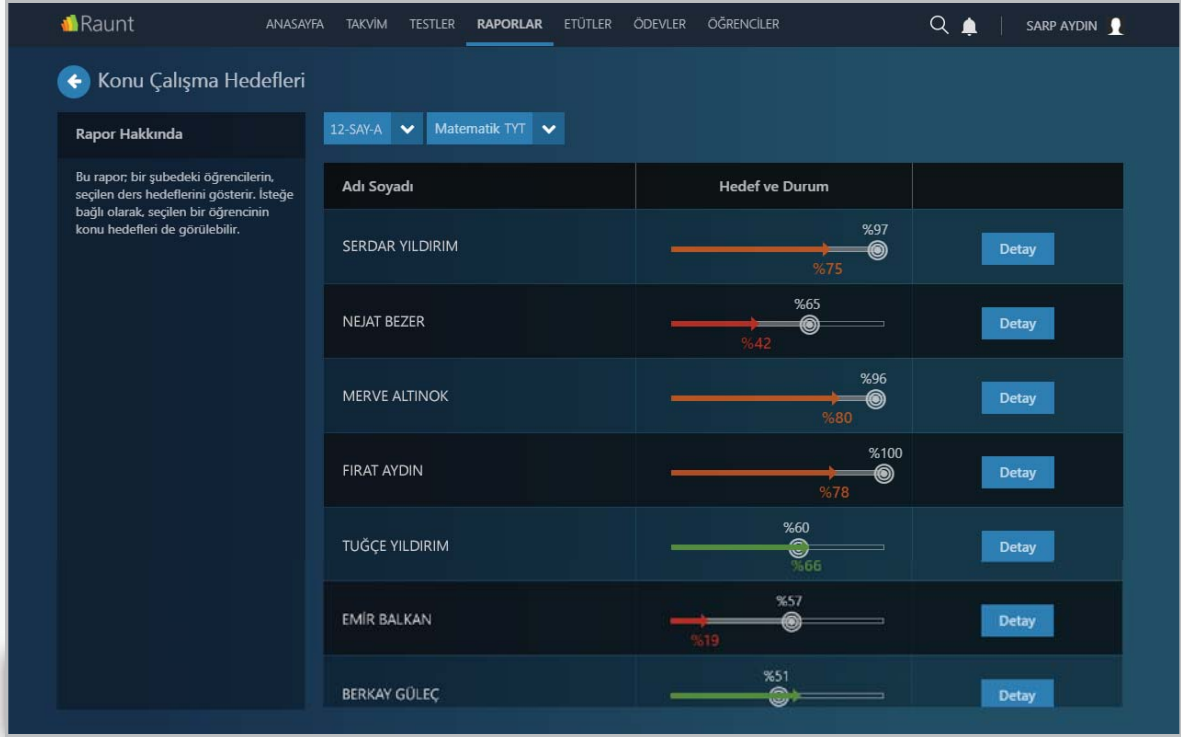 Raunt
ANASAYFA TAKVİM TESTLER RAPORLAR ETÜTLER ÖDEVLER ÖĞRENCİLER
SARP AYDIN
Konu Çalışma Hedefleri
Rapor Hakkında
Bu rapor; bir şubedeki öğrencilerin,
seçilen ders hedeflerini gösterir. İsteğe
bağlı olarak, seçilen bir öğrencinin
konu hedefleri de görülebilir.
12-SAY-A Matematik TYT
Adı Soyadı Hedef ve Durum
%97
SERDAR YILDIRIM Detay
%75
%65
NEJAT BEZER Detay
%42
%96
MERVE ALTINOK Detay
%80
%100
FIRAT AYDIN Detay
%78
%60
TUĞÇE YILDIRIM Detay
%66
%57
EMİR BALKAN Detay
%19
%51
BERKAY GÜLEÇ Detay